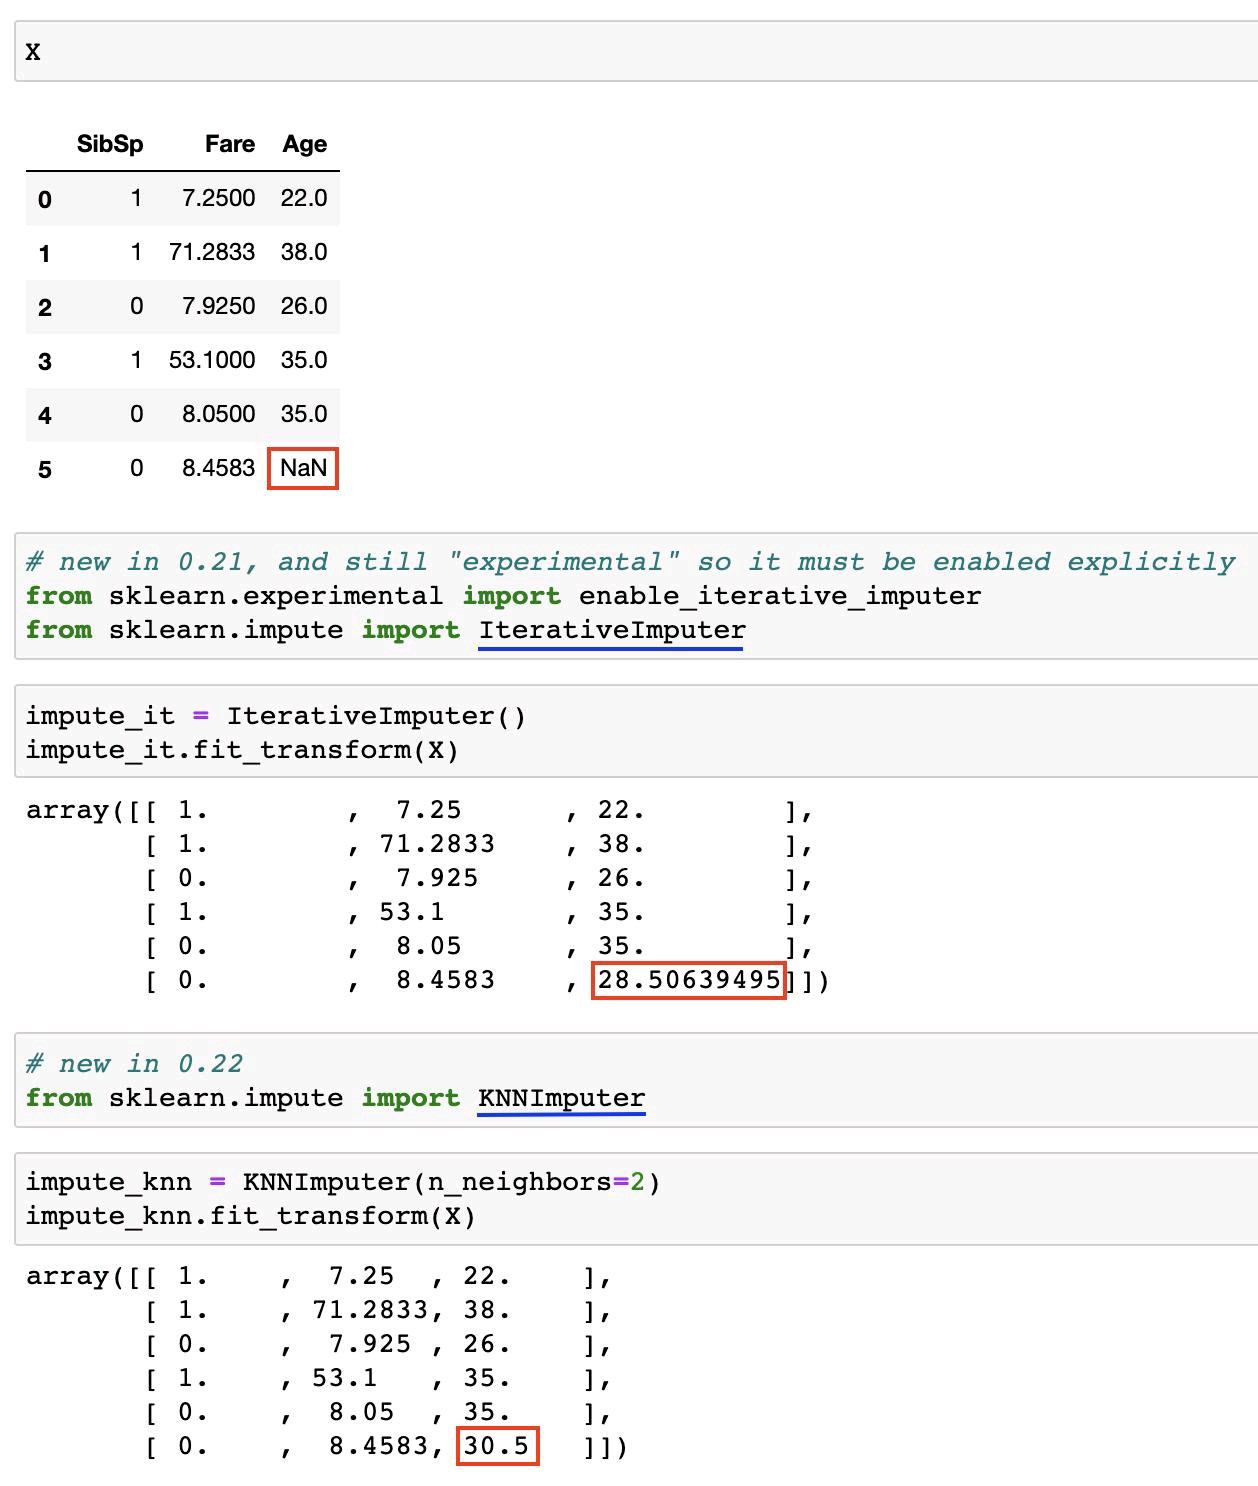 X
SibSp Fare Age
0 1 7.2500 22.0
1 1 71.2833 38.0
2 0 7.9250 26.0
3 1 53.1000 35.0
4 0 8.0500 35.0
5 0 8.4583 NaN
# new in 0.21, and still "experimental" so it must be enabled explicitly
from sklearn.experimental import enable_iterative_imputer
from sklearn.impute import IterativeImputer
impute_it = IterativeImputer()
impute_it.fit_transform(X)
array([[ 1.        ,  7.25      , 22.        ],
       [ 1.        , 71.2833    , 38.        ],
       [ 0.        ,  7.925     , 26.        ],
       [ 1.        , 53.1       , 35.        ],
       [ 0.        ,  8.05      , 35.        ],
       [ 0.        ,  8.4583    , 28.50639495]])
# new in 0.22
from sklearn.impute import KNNImputer
impute_knn = KNNImputer(n_neighbors=2)
impute_knn.fit_transform(X)
array([[ 1.    ,  7.25  , 22.    ],
       [ 1.    , 71.2833, 38.    ],
       [ 0.    ,  7.925 , 26.    ],
       [ 1.    , 53.1   , 35.    ],
       [ 0.    ,  8.05  , 35.    ],
       [ 0.    ,  8.4583, 30.5   ]])